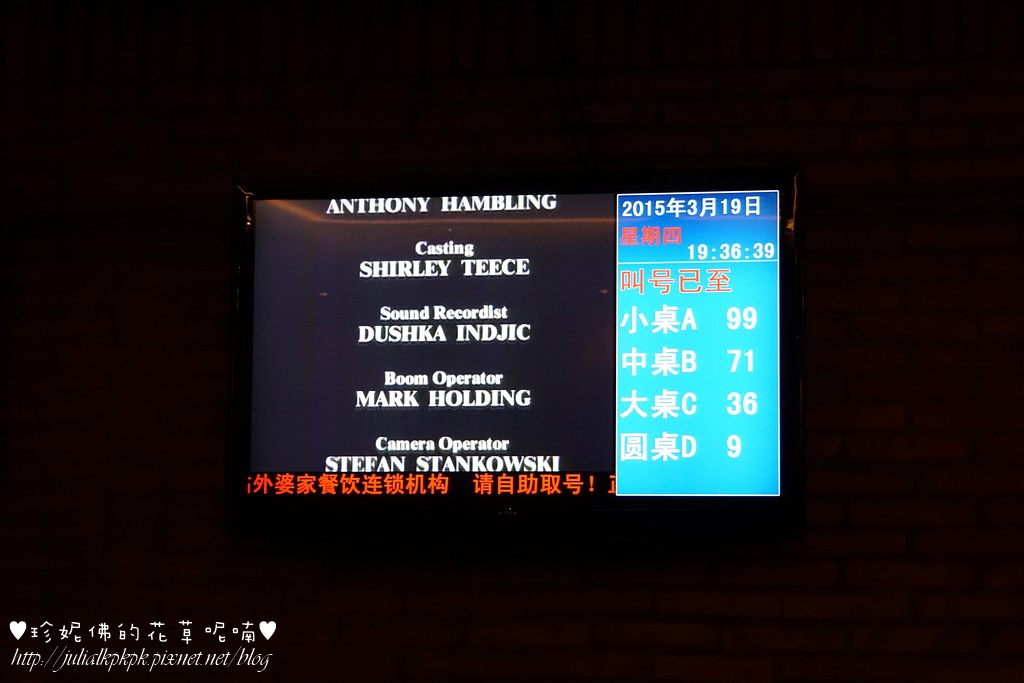 ANTHONY HAMBLING
Casting
SHIRLEY TEECE
Sound Recordist
DUSHKA INDJIC
Boom Operator
MARK HOLDING
Camera Operator
STEFAN STANKOWSKI
外婆家餐饮连锁机构 请自助取号!
2015年3月19日
星期四
19:36:39
叫号已至
小桌A 99
中桌B 71
大桌C 36
圆桌D 9
♥珍妮佛的花草呢喃♥
http://julialkpkpk.pixnet.net/blog